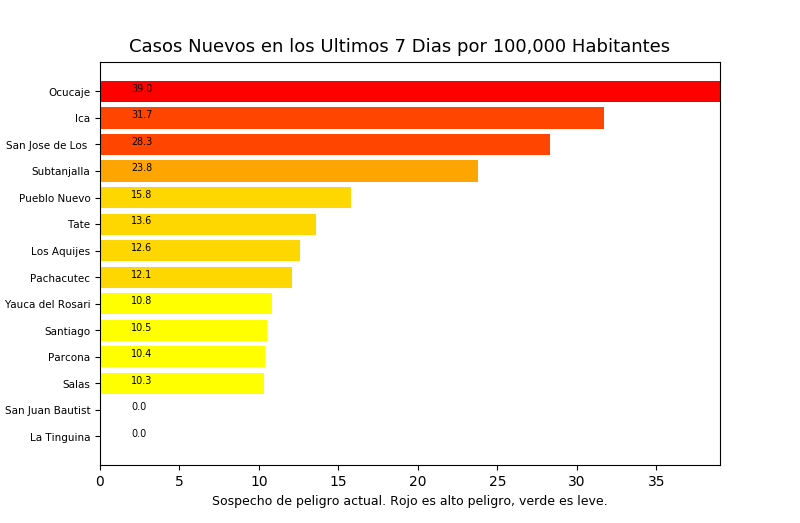 Casos Nuevos en los Ultimos 7 Dias por 100,000 Habitantes
Ocucaje 39.0
Ica 31.7
San Jose de Los 28.3
Subtanjalla 23.8
Pueblo Nuevo 15.8
Tate 13.6
Los Aquijes 12.6
Pachacutec 12.1
Yauca del Rosari 10.8
Santiago 10.5
Parcona 10.4
Salas 10.3
San Juan Bautist 0.0
La Tinguina 0.0
0 5 10 15 20 25 30 35
Sospecho de peligro actual. Rojo es alto peligro, verde es leve.